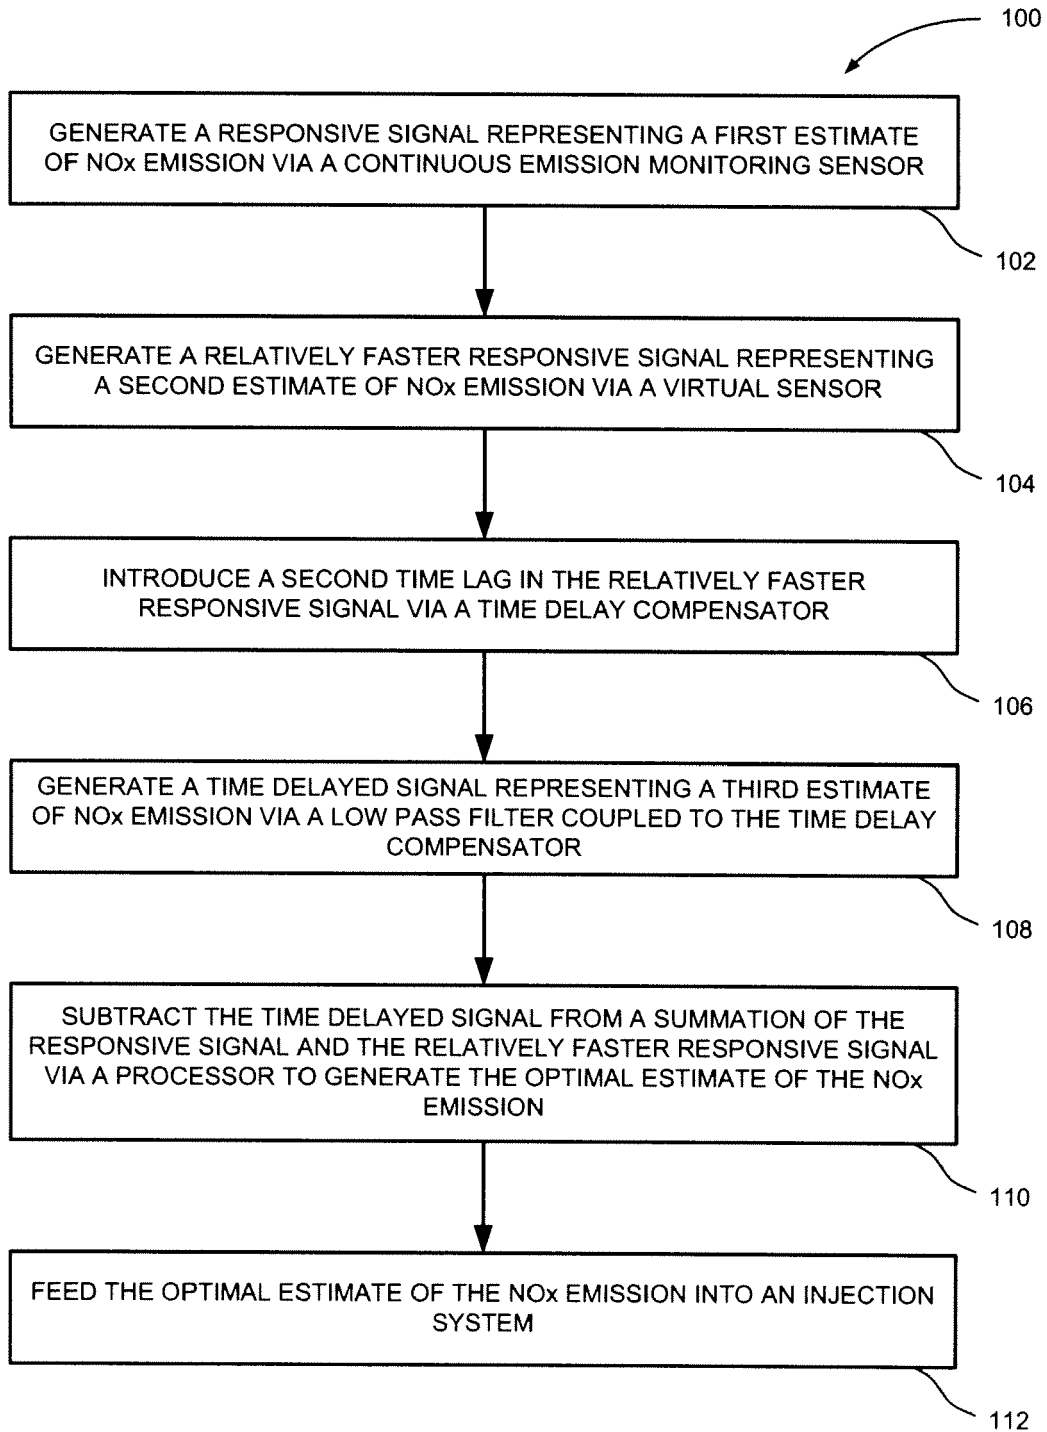 100
GENERATE A RESPONSIVE SIGNAL REPRESENTING A FIRST ESTIMATE
OF NOx EMISSION VIA A CONTINUOUS EMISSION MONITORING SENSOR
102
GENERATE A RELATIVELY FASTER RESPONSIVE SIGNAL REPRESENTING
A SECOND ESTIMATE OF NOx EMISSION VIA A VIRTUAL SENSOR
104
INTRODUCE A SECOND TIME LAG IN THE RELATIVELY FASTER
RESPONSIVE SIGNAL VIA A TIME DELAY COMPENSATOR
106
GENERATE A TIME DELAYED SIGNAL REPRESENTING A THIRD ESTIMATE
OF NOx EMISSION VIA A LOW PASS FILTER COUPLED TO THE TIME DELAY
COMPENSATOR
108
SUBTRACT THE TIME DELAYED SIGNAL FROM A SUMMATION OF THE
RESPONSIVE SIGNAL AND THE RELATIVELY FASTER RESPONSIVE SIGNAL
VIA A PROCESSOR TO GENERATE THE OPTIMAL ESTIMATE OF THE NOx
EMISSION
110
FEED THE OPTIMAL ESTIMATE OF THE NOx EMISSION INTO AN INJECTION
SYSTEM
112